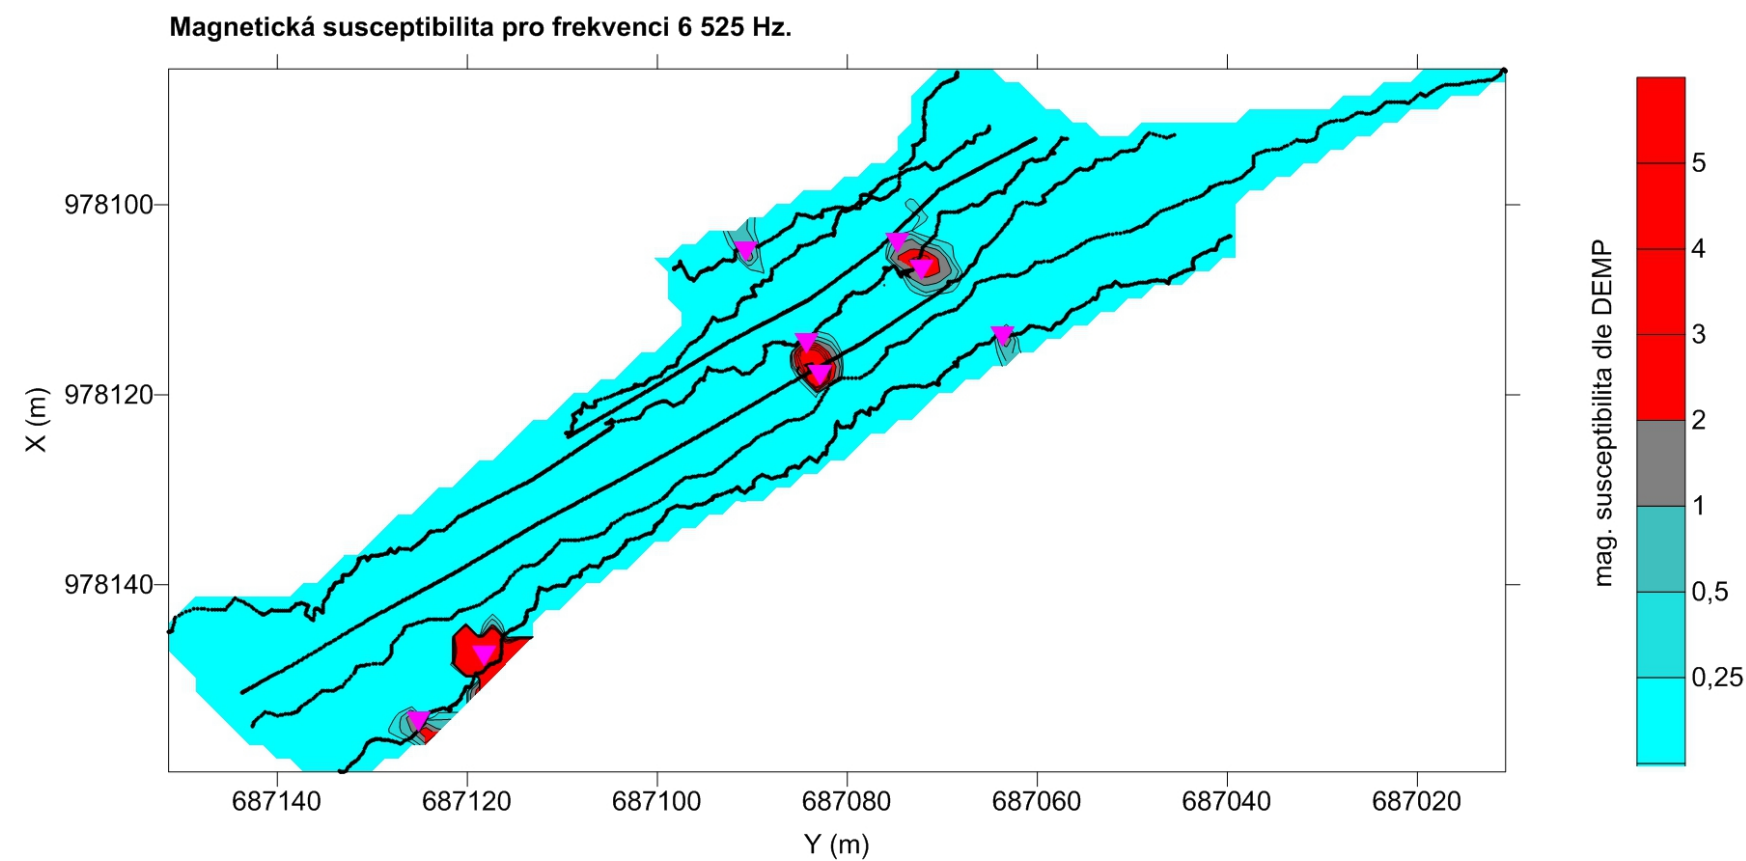 Magnetická susceptibilita pro frekvenci 6 525 Hz.
978100
978120
978140
X (m)
687140 687120 687100 687080 687060 687040 687020
Y (m)
5
4
3
2
1
0,5
0,25
mag. susceptibilita dle DEMP